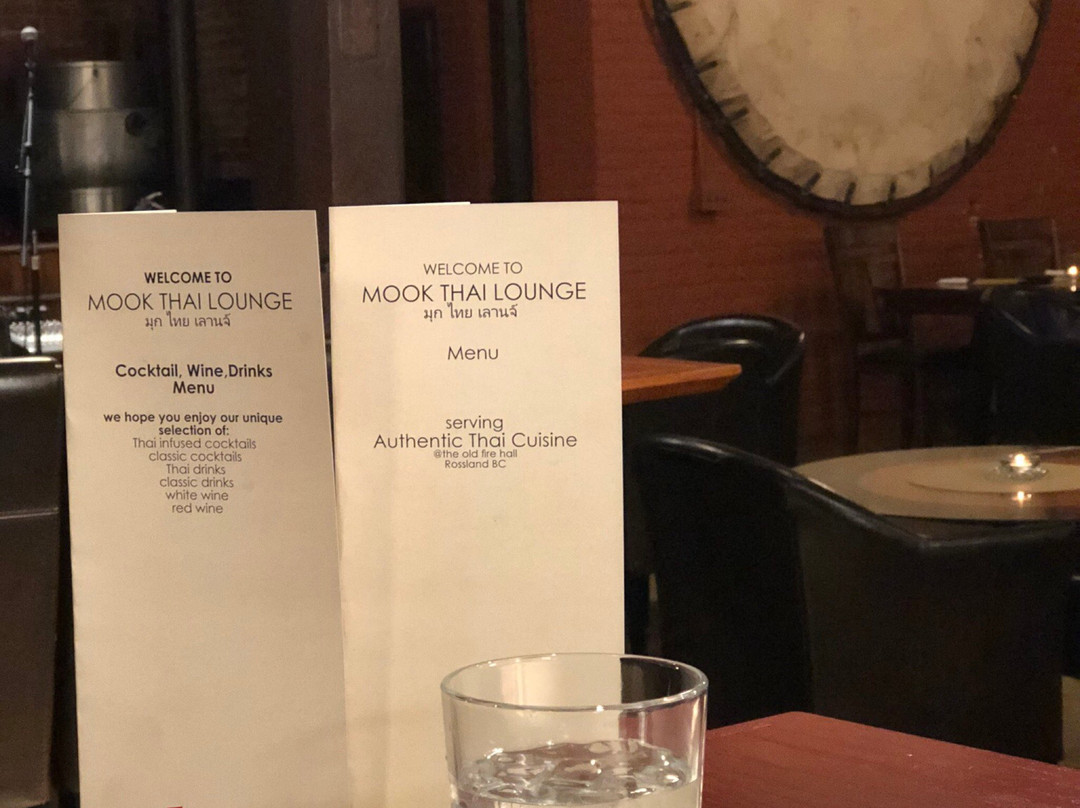 WELCOME TO
MOOK THAI LOUNGE
มุก ไทย เลานจ์
Cocktail, Wine,Drinks
Menu
we hope you enjoy our unique
selection of:
Thai infused cocktails
classic cocktails
Thai drinks
classic drinks
white wine
red wine
WELCOME TO
MOOK THAI LOUNGE
มุก ไทย เลานจ์
Menu
serving
Authentic Thai Cuisine
@the old fire hall
Rossland BC